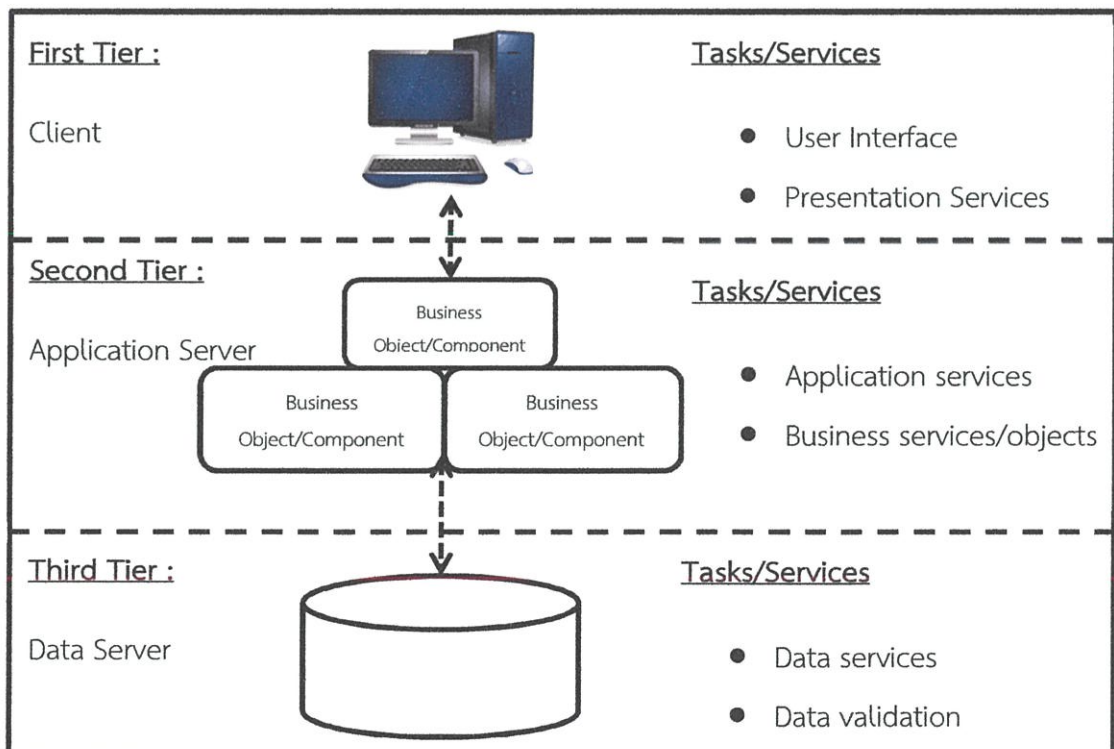 First Tier :
Tasks/Services
Client
● User Interface
● Presentation Services
Second Tier :
Tasks/Services
Business
Object/Component
Application Server
● Application services
Business
Object/Component
Business
Object/Component
● Business services/objects
Third Tier :
Tasks/Services
Data Server
● Data services
● Data validation